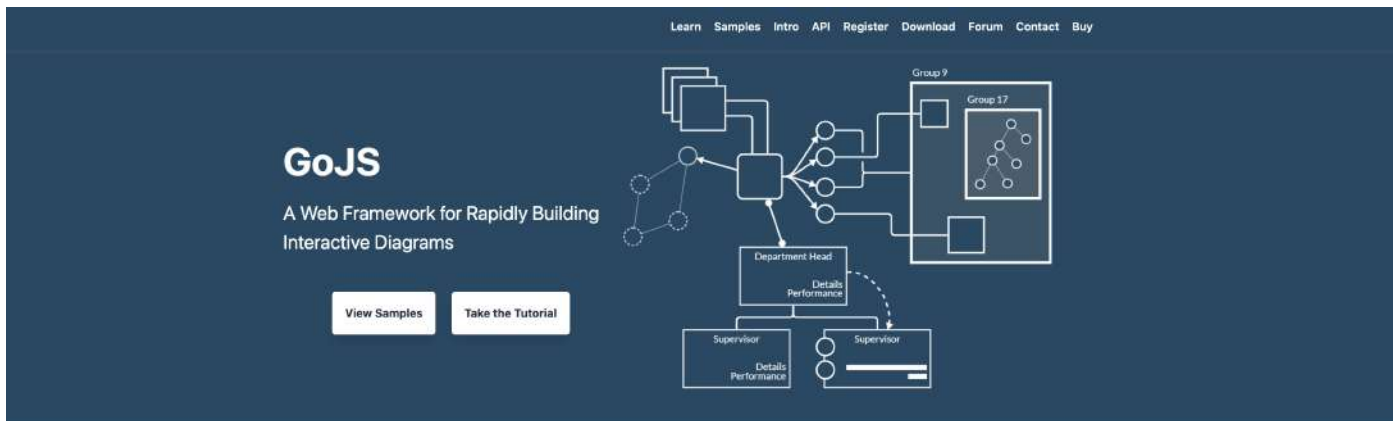 Learn Samples Intro API Register Download Forum Contact Buy
Group 9
Group 17
GoJS
A Web Framework for Rapidly Building
Interactive Diagrams
View Samples Take the Tutorial
Department Head
Details
Performance
Supervisor
Details
Performance
Supervisor